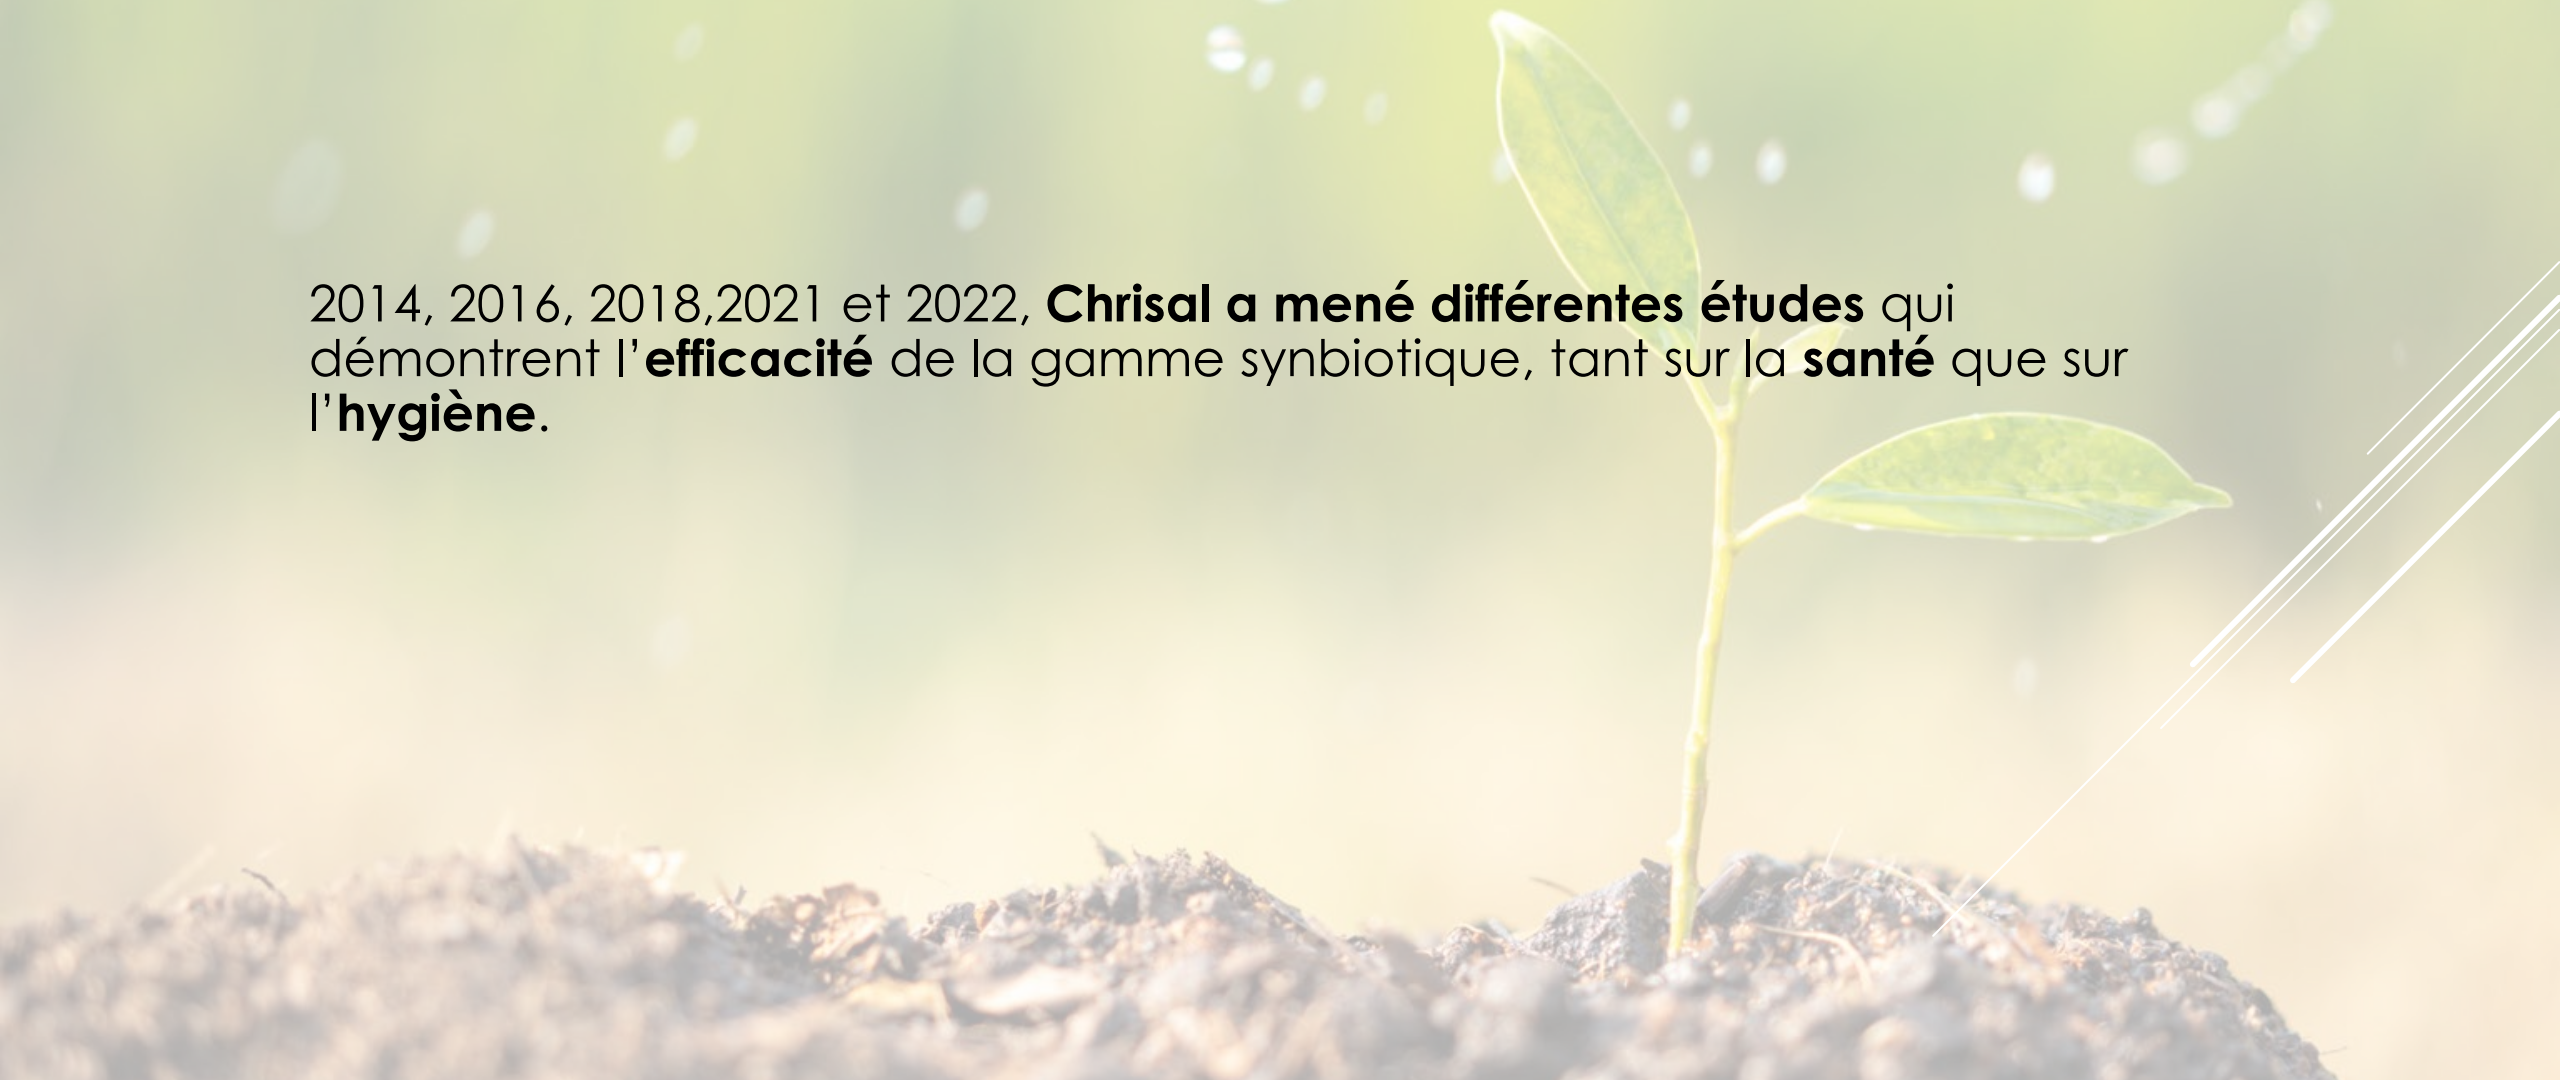 2014, 2016, 2018,2021 et 2022, Chrisal a mené différentes études qui
démontrent l’efficacité de la gamme synbiotique, tant sur la santé que sur
l’hygiène.